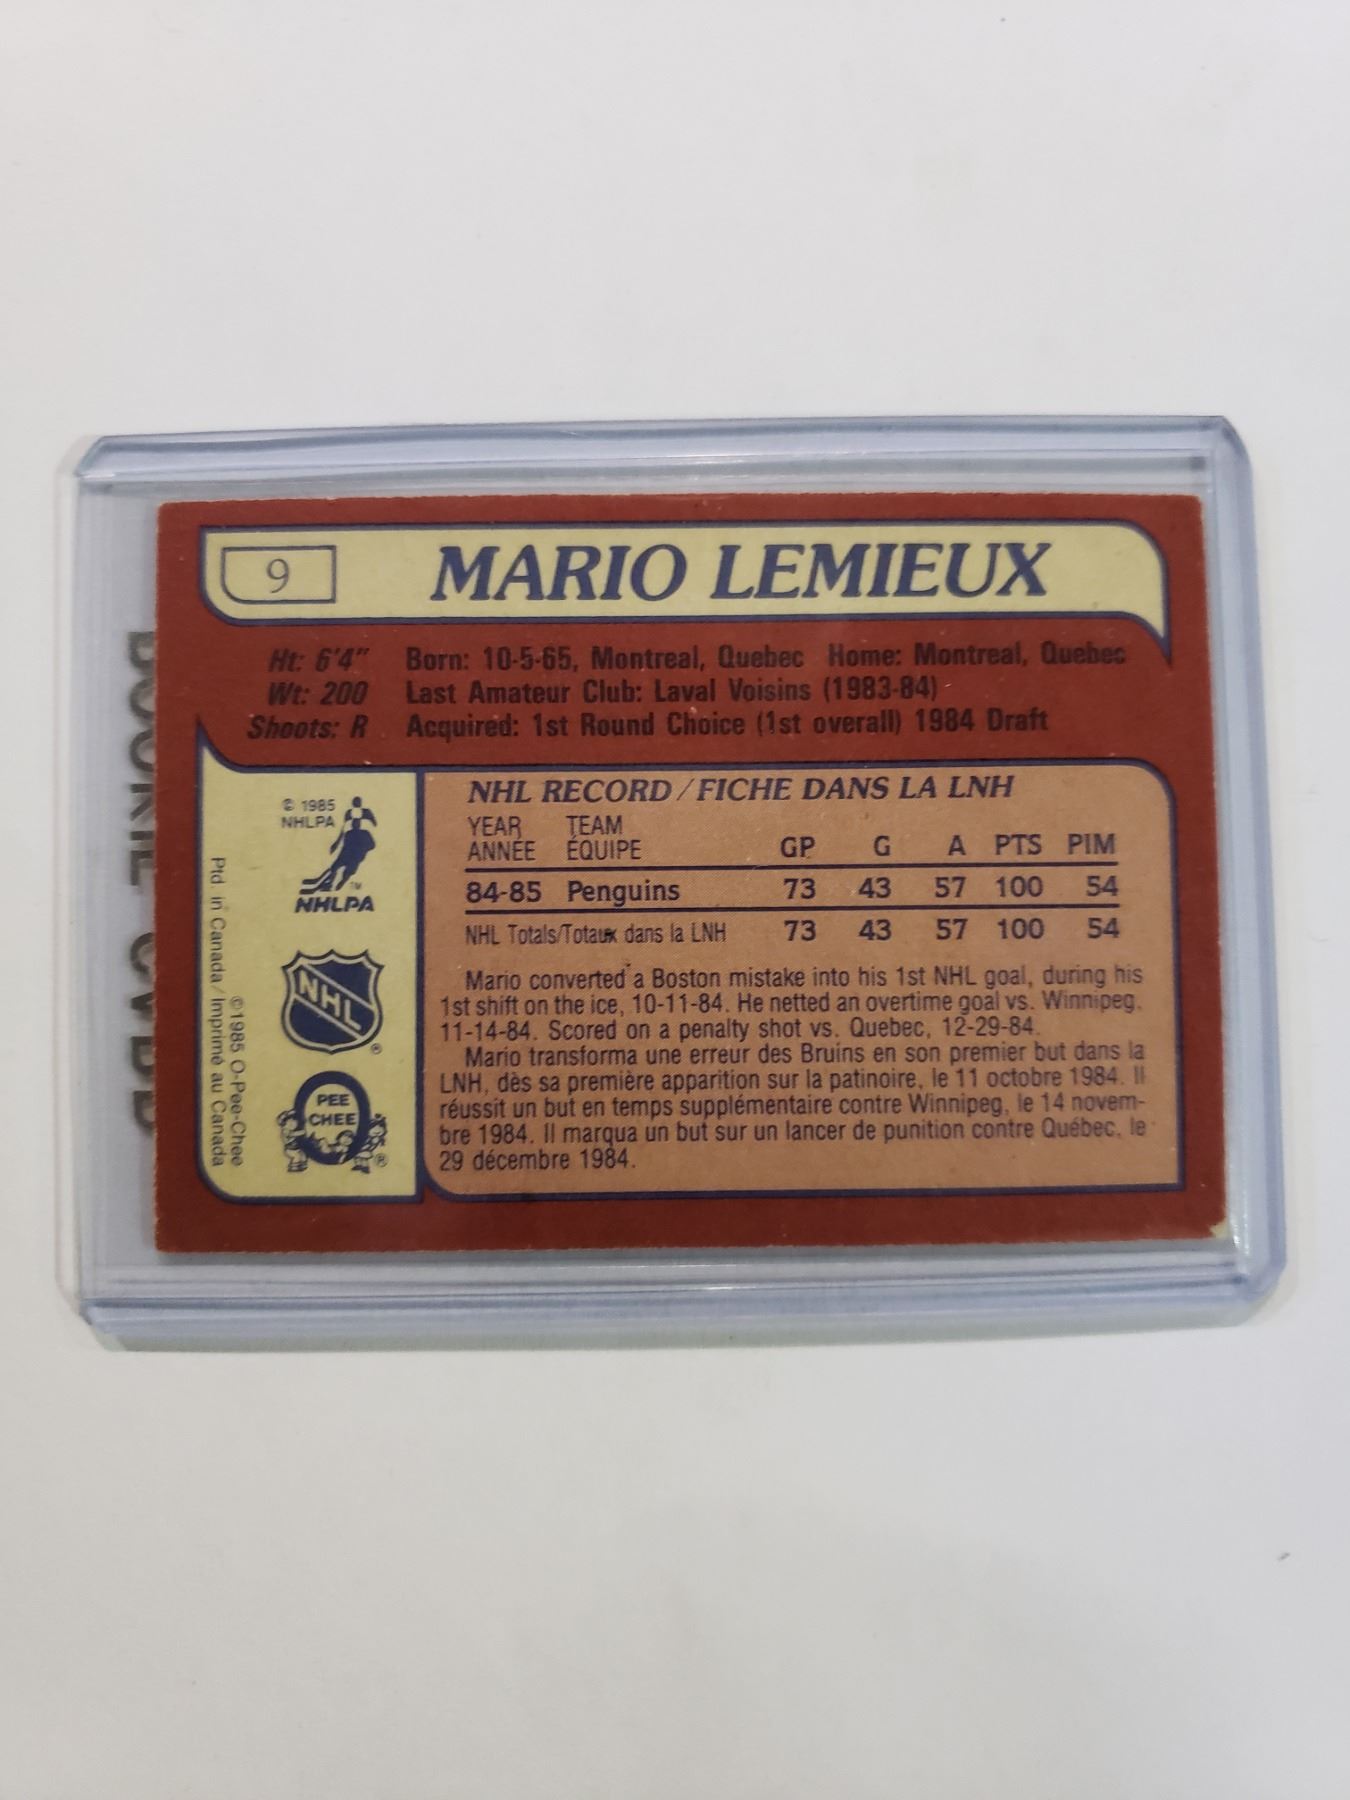 9 MARIO LEMIEUX
Ht: 6'4" Born: 10-5-65, Montreal, Quebec Home: Montreal, Quebec
Wt: 200 Last Amateur Club: Laval Voisins (1983-84)
Shoots: R Acquired: 1st Round Choice (1st overall) 1984 Draft
© 1985
NHLPA
™
NHLPA
NHL
®
PEE
CHEE
®
©1985 O-Pee-Chee
Ptd. in Canada/Imprimé au Canada
NHL RECORD/FICHE DANS LA LNH
YEAR TEAM
ANNÉE ÉQUIPE GP G A PTS PIM
84-85 Penguins 73 43 57 100 54
NHL Totals/Totaux dans la LNH 73 43 57 100 54
Mario converted a Boston mistake into his 1st NHL goal, during his
1st shift on the ice, 10-11-84. He netted an overtime goal vs. Winnipeg,
11-14-84. Scored on a penalty shot vs. Quebec, 12-29-84.
Mario transforma une erreur des Bruins en son premier but dans la
LNH, dès sa première apparition sur la patinoire, le 11 octobre 1984. Il
réussit un but en temps supplémentaire contre Winnipeg, le 14 novem-
bre 1984. Il marqua un but sur un lancer de punition contre Québec, le
29 décembre 1984.